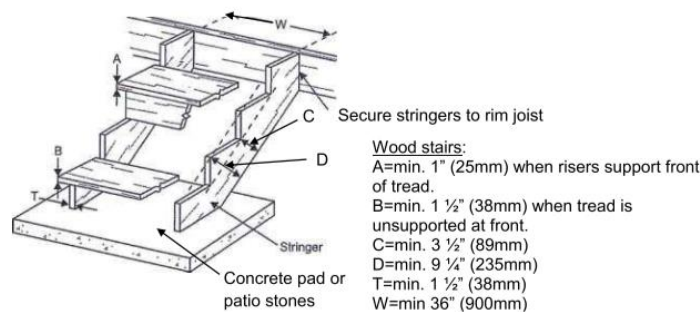 W
A
C
Secure stringers to rim joist
D
B
T
Stringer
Concrete pad or
patio stones
Wood stairs:
A=min. 1” (25mm) when risers support front
of tread.
B=min. 1 ½” (38mm) when tread is
unsupported at front.
C=min. 3 ½” (89mm)
D=min. 9 ¼” (235mm)
T=min. 1 ½” (38mm)
W=min 36” (900mm)